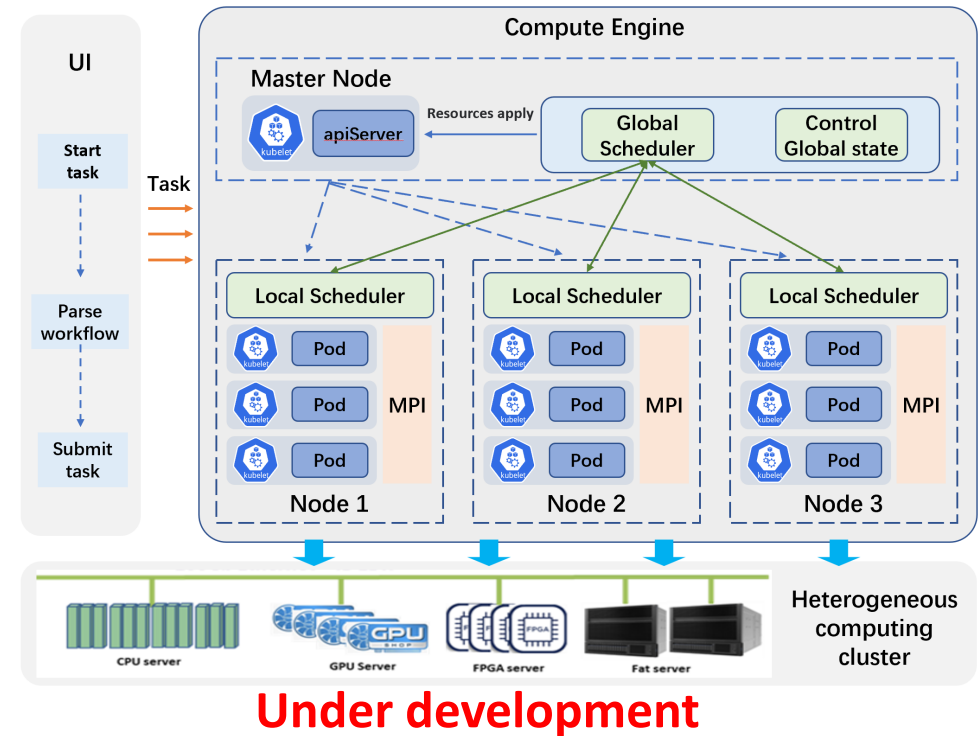 UI
Start
task
Parse
workflow
Submit
task
Task
Compute Engine
Master Node
kubelet
apiServer
Resources apply
Global
Scheduler
Control
Global state
Local Scheduler
kubelet
Pod
kubelet
Pod
kubelet
Pod
MPI
Node 1
Local Scheduler
kubelet
Pod
kubelet
Pod
kubelet
Pod
MPI
Node 2
Local Scheduler
kubelet
Pod
kubelet
Pod
kubelet
Pod
MPI
Node 3
CPU server
GPU
SHOP
GPU Server
FPGA
FPGA server
Fat server
Heterogeneous
computing
cluster
Under development